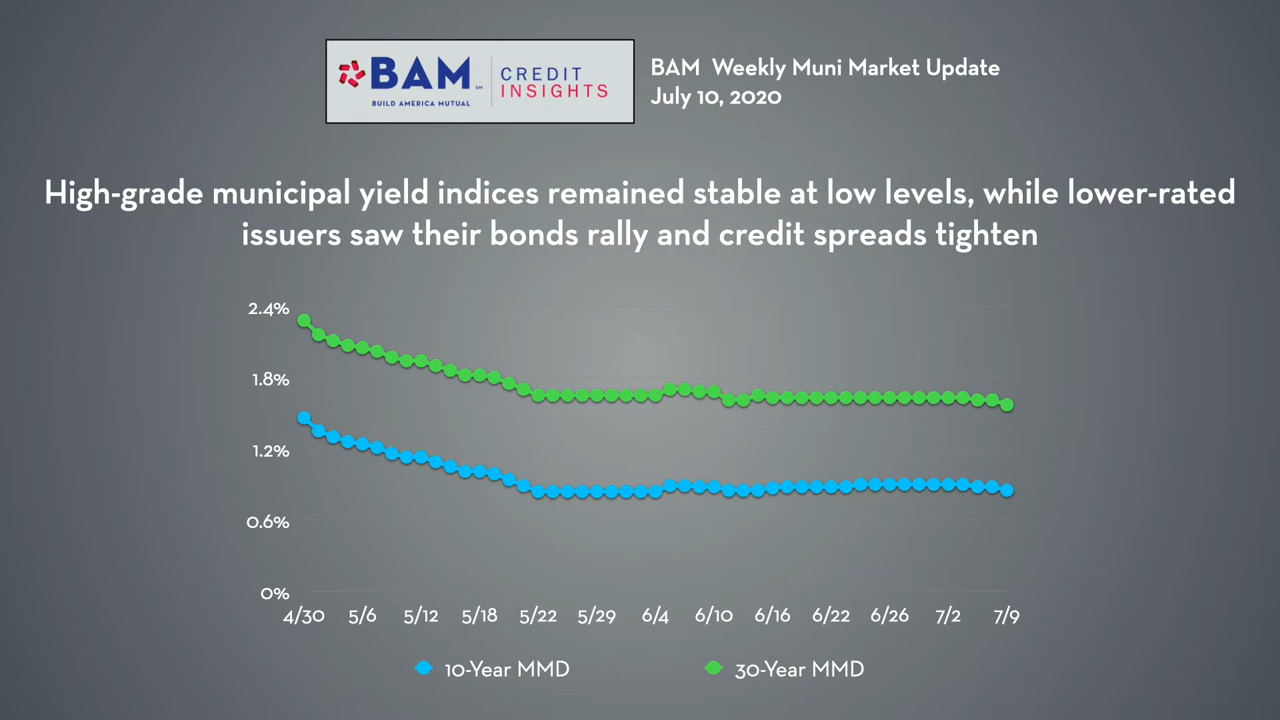 BAM SM
BUILD AMERICA MUTUAL
CREDIT
INSIGHTS
BAM Weekly Muni Market Update
July 10, 2020
High-grade municipal yield indices remained stable at low levels, while lower-rated
issuers saw their bonds rally and credit spreads tighten
2.4%
1.8%
1.2%
0.6%
0%
4/30 5/6 5/12 5/18 5/22 5/29 6/4 6/10 6/16 6/22 6/26 7/2 7/9
10-Year MMD 30-Year MMD